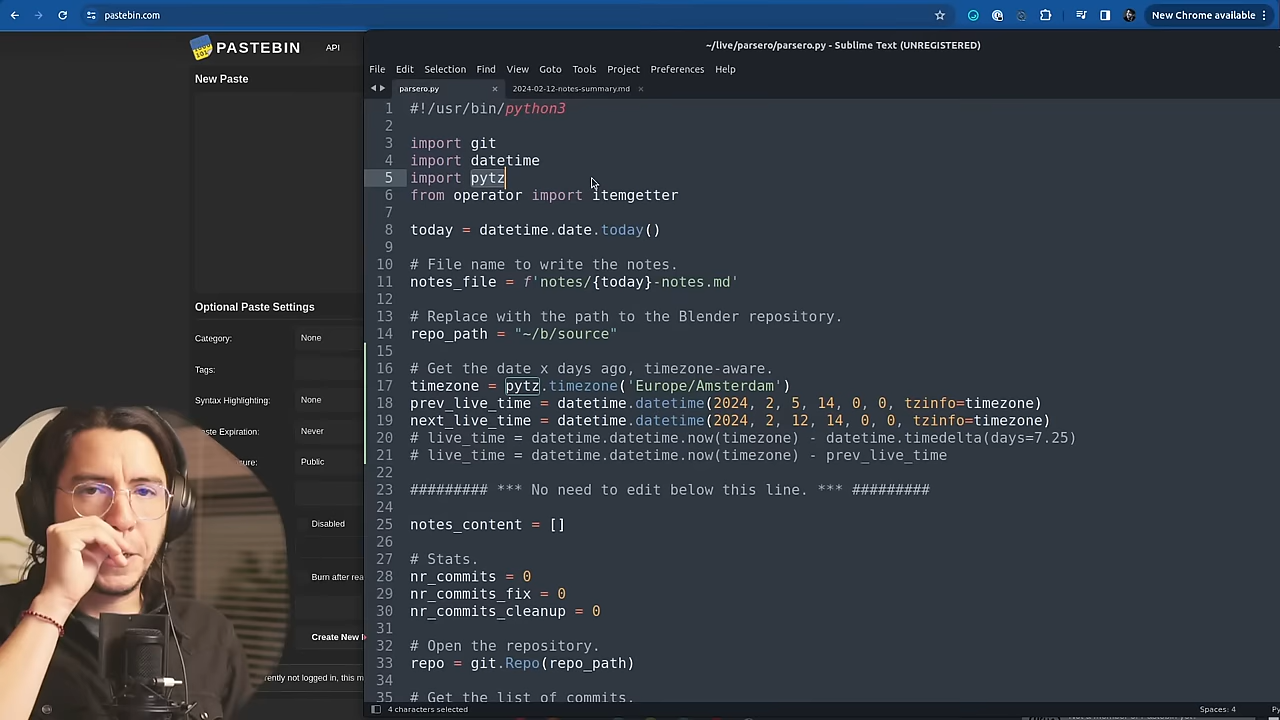 pastebin.com
New Chrome available
PASTEBIN
API
New Paste
Optional Paste Settings
Category:
None
Tags:
Syntax Highlighting:
None
aste Expiration:
Never
ure:
Public
Disabled
Burn after rea
Create New
rently not logged in, this m
~/live/parsero/parsero.py - Sublime Text (UNREGISTERED)
File Edit Selection Find View Goto Tools Project Preferences Help
parsero.py
2024-02-12-notes-summary.md
1 #!/usr/bin/python3
2
3 import git
4 import datetime
5 import pytz
6 from operator import itemgetter
7
8 today = datetime.date.today()
9
10 # File name to write the notes.
11 notes_file = f'notes/{today}-notes.md'
12
13 # Replace with the path to the Blender repository.
14 repo_path = "~/b/source"
15
16 # Get the date x days ago, timezone-aware.
17 timezone = pytz.timezone('Europe/Amsterdam')
18 prev_live_time = datetime.datetime(2024, 2, 5, 14, 0, 0, tzinfo=timezone)
19 next_live_time = datetime.datetime(2024, 2, 12, 14, 0, 0, tzinfo=timezone)
20 # live_time = datetime.datetime.now(timezone) - datetime.timedelta(days=7.25)
21 # live_time = datetime.datetime.now(timezone) - prev_live_time
22
23 ######### *** No need to edit below this line. *** #########
24
25 notes_content = []
26
27 # Stats.
28 nr_commits = 0
29 nr_commits_fix = 0
30 nr_commits_cleanup = 0
31
32 # Open the repository.
33 repo = git.Repo(repo_path)
34
35 # Get the list of commits.
4 characters selected
Spaces: 4
Py